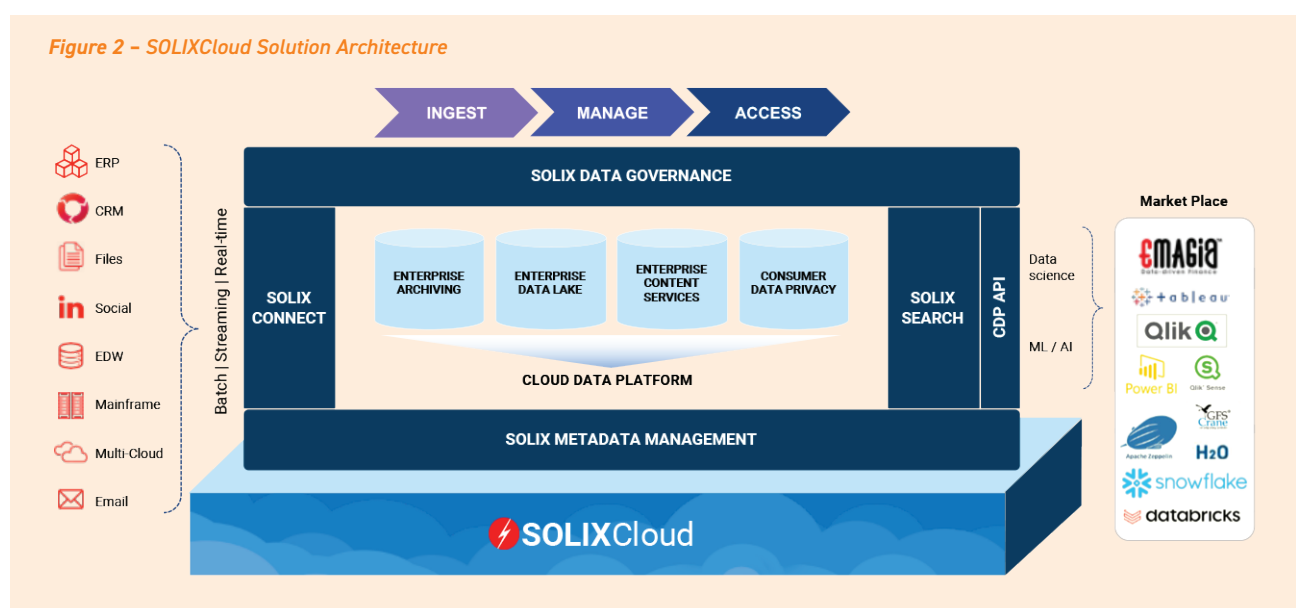 Figure 2 – SOLIXCloud Solution Architecture
INGEST
MANAGE
ACCESS
ERP
CRM
Files
in Social
EDW
Mainframe
Multi-Cloud
Email
Batch | Streaming | Real-time
SOLIX DATA GOVERNANCE
SOLIX
CONNECT
ENTERPRISE
ARCHIVING
ENTERPRISE
DATA LAKE
ENTERPRISE
CONTENT
SERVICES
CONSUMER
DATA PRIVACY
CLOUD DATA PLATFORM
SOLIX
SEARCH
CDP API
SOLIX METADATA MANAGEMENT
SOLIXCloud
Data
science
ML / AI
Market Place
EMAGIA™
Data-driven finance
+ableau
Qlik Q
Power BI
S
Qlik Sense
GFS
Crane
Apache Zeppelin
H2O
snowflake
databricks